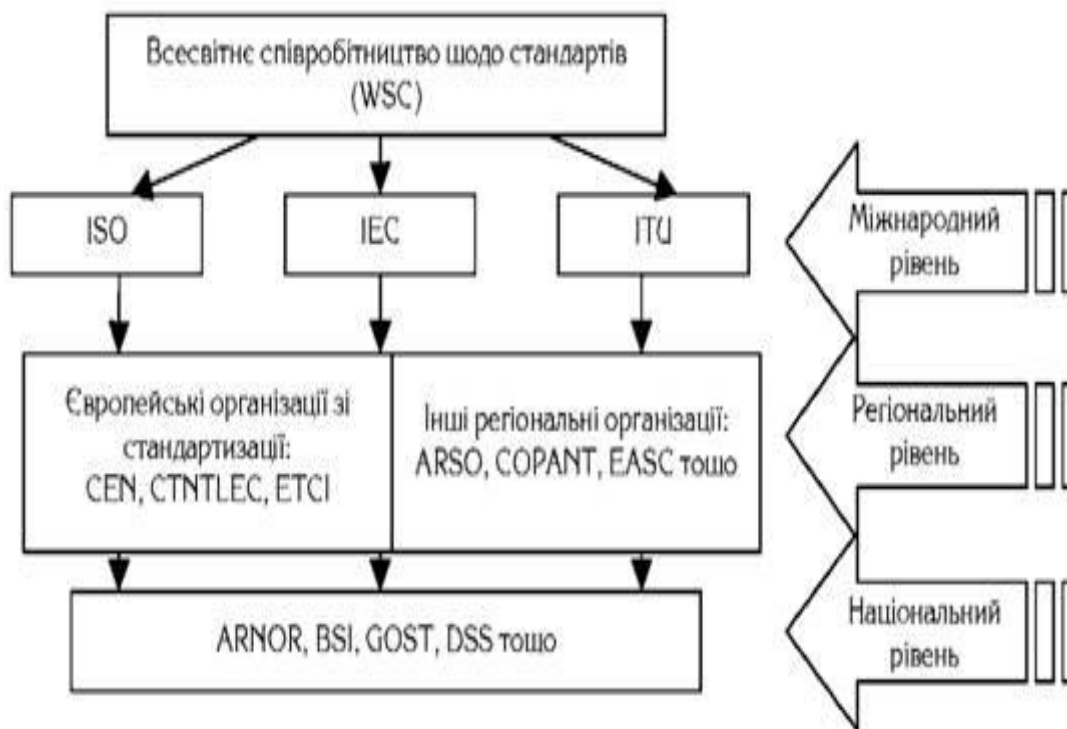 Всесвітнє співробітництво щодо стандартів
(WSC)
ISO
IEC
ITU
Міжнародний
рівень
Європейські організації зі
стандартизації:
CEN, CTNTLEC, ETCI
Інші регіональні організації:
ARSO, COPANT, EASC тощо
Регіональний
рівень
ARNOR, BSI, GOST, DSS тощо
Національний
рівень